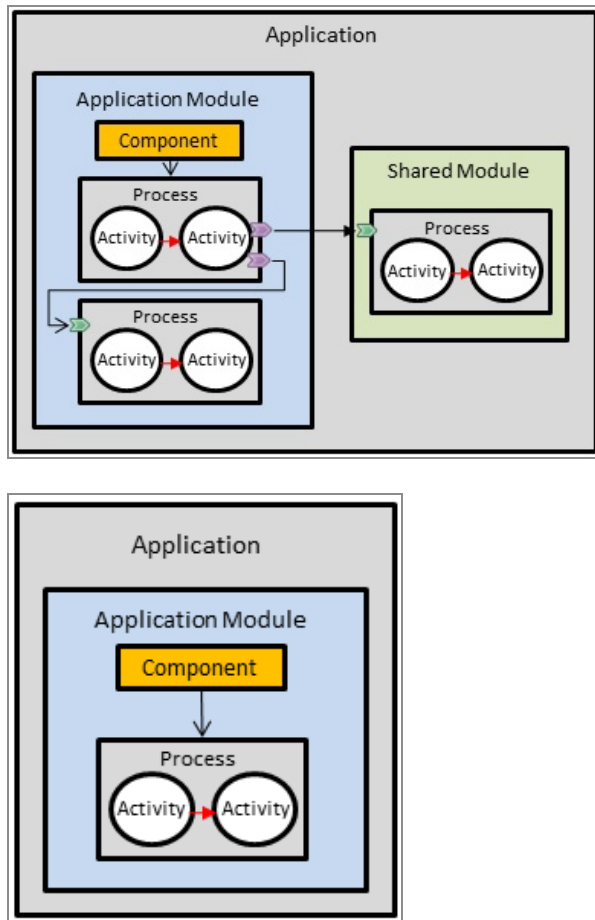 Application
Application Module
Component
Process
Activity Activity
Process
Activity Activity
Shared Module
Process
Activity Activity
Application
Application Module
Component
Process
Activity Activity